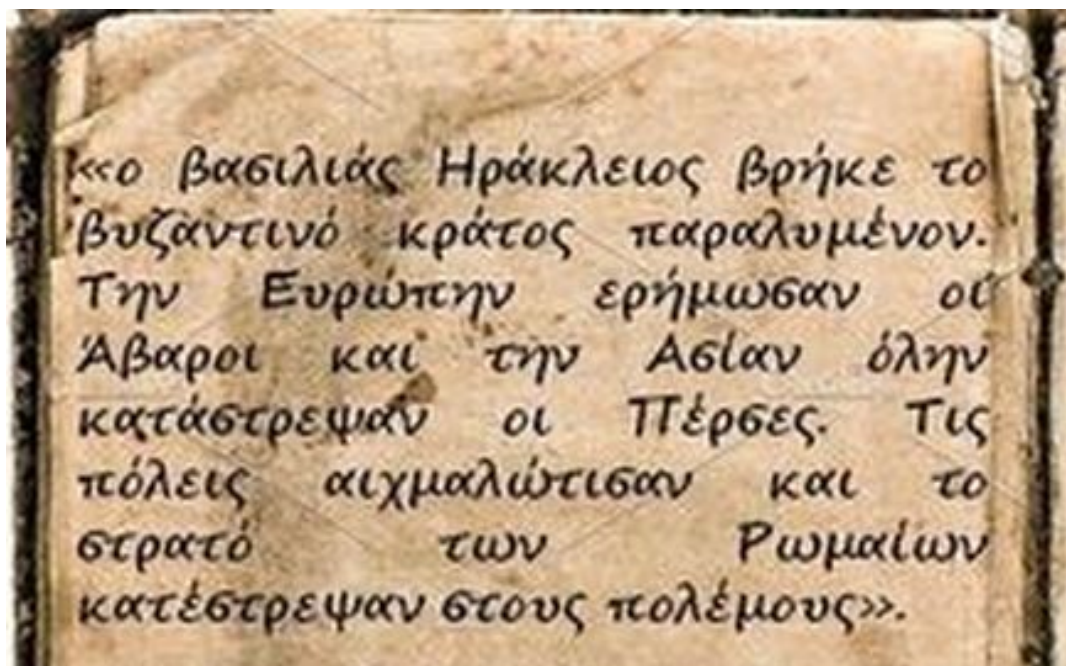 «ο βασιλιάς Ηράκλειος βρήκε το
βυζαντινό κράτος παραλυμένον.
Την Ευρώπην ερήμωσαν οι
Άβαροι και την Ασίαν όλην
κατάστρεψαν οι Πέρσες. Τις
πόλεις αιχμαλώτισαν και το
στρατό των Ρωμαίων
κατέστρεψαν στους πολέμους».